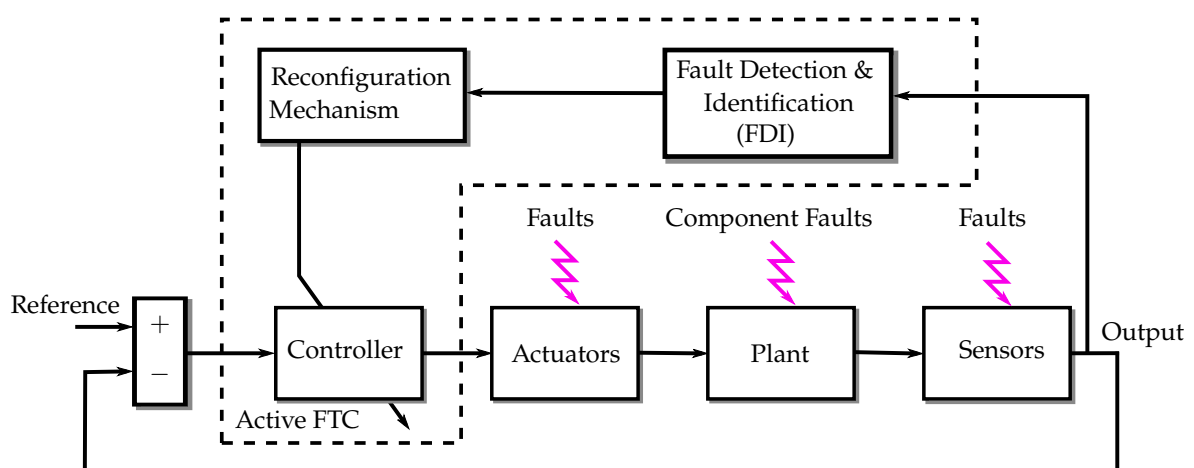 Reconfiguration
Mechanism
Fault Detection &
Identification
(FDI)
Faults
Component Faults
Faults
Reference
+
−
Controller
Actuators
Plant
Sensors
Output
Active FTC